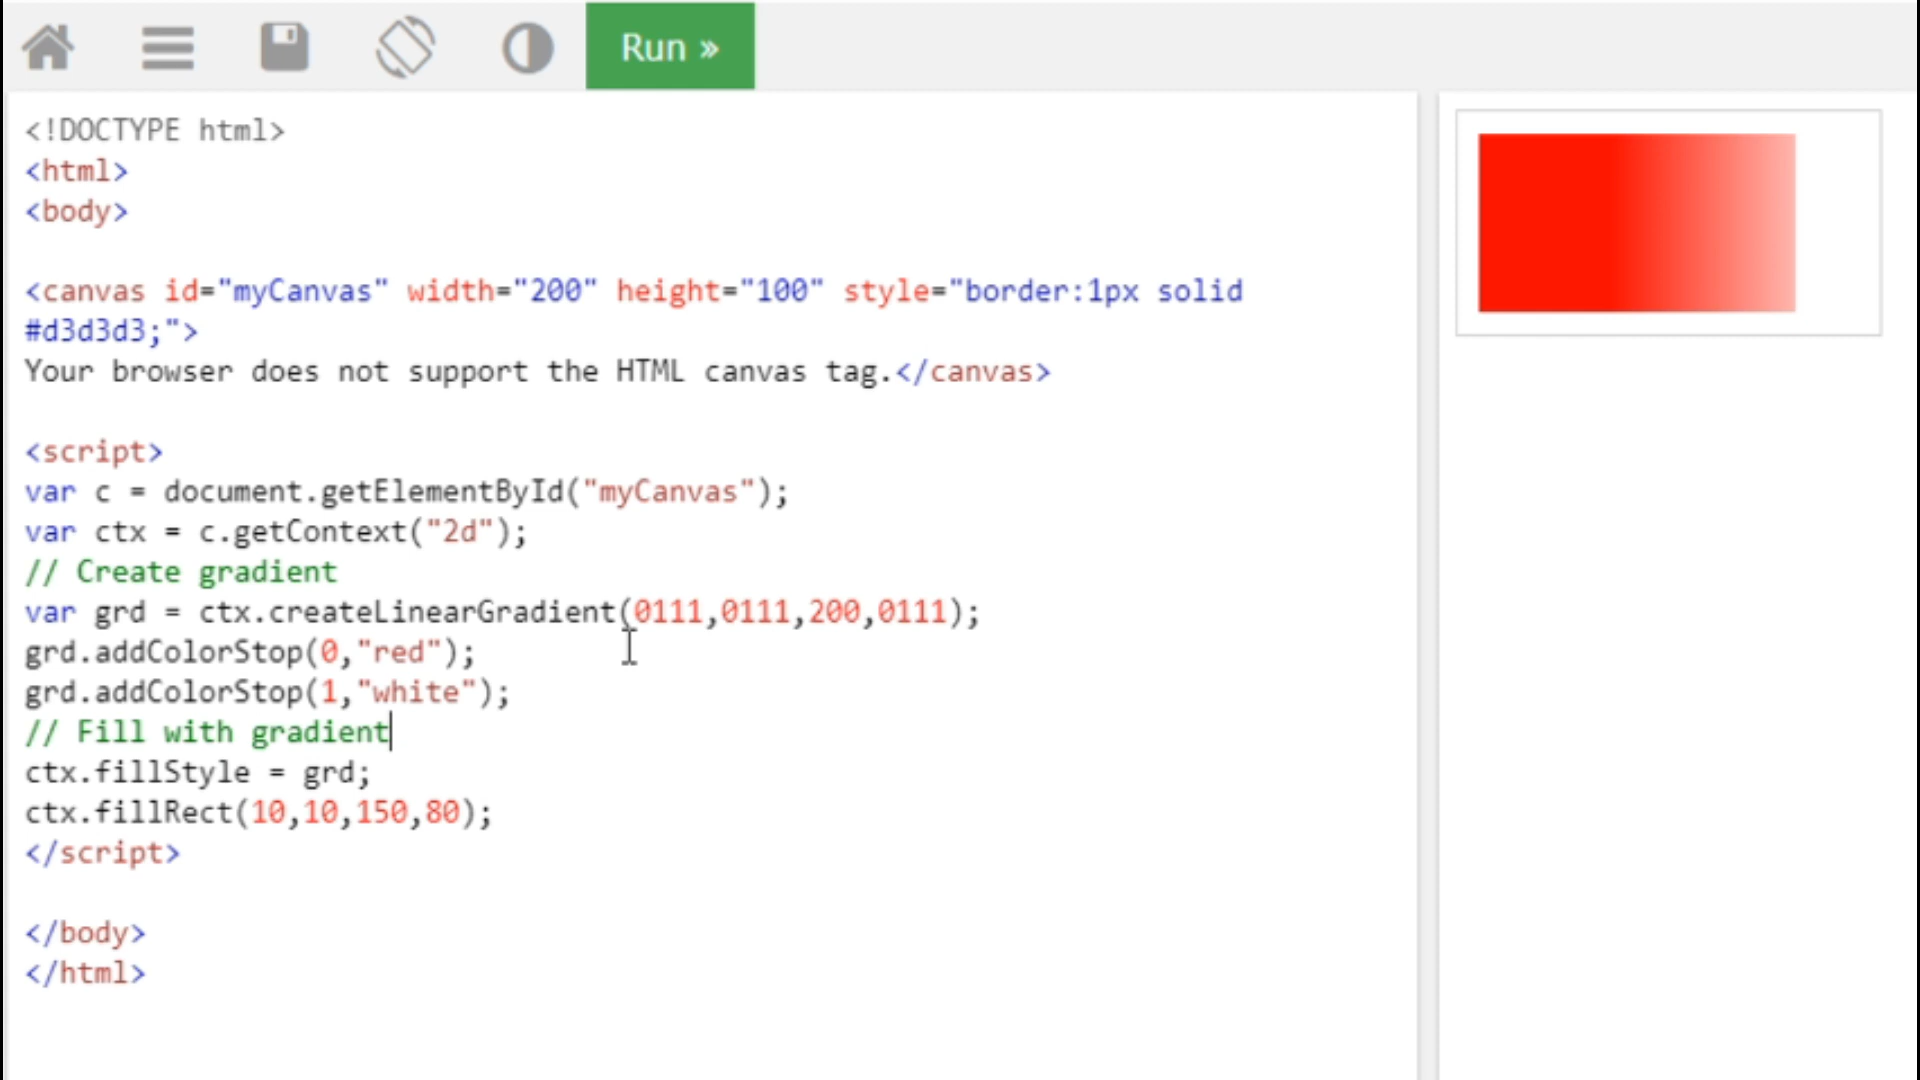 Run »
<!DOCTYPE html>
<html>
<body>
<canvas id="myCanvas" width="200" height="100" style="border:1px solid
#d3d3d3;">
Your browser does not support the HTML canvas tag.</canvas>
<script>
var c = document.getElementById("myCanvas");
var ctx = c.getContext("2d");
// Create gradient
var grd = ctx.createLinearGradient(0111,0111,200,0111);
grd.addColorStop(0,"red");
grd.addColorStop(1,"white");
// Fill with gradient
ctx.fillStyle = grd;
ctx.fillRect(10,10,150,80);
</script>
</body>
</html>